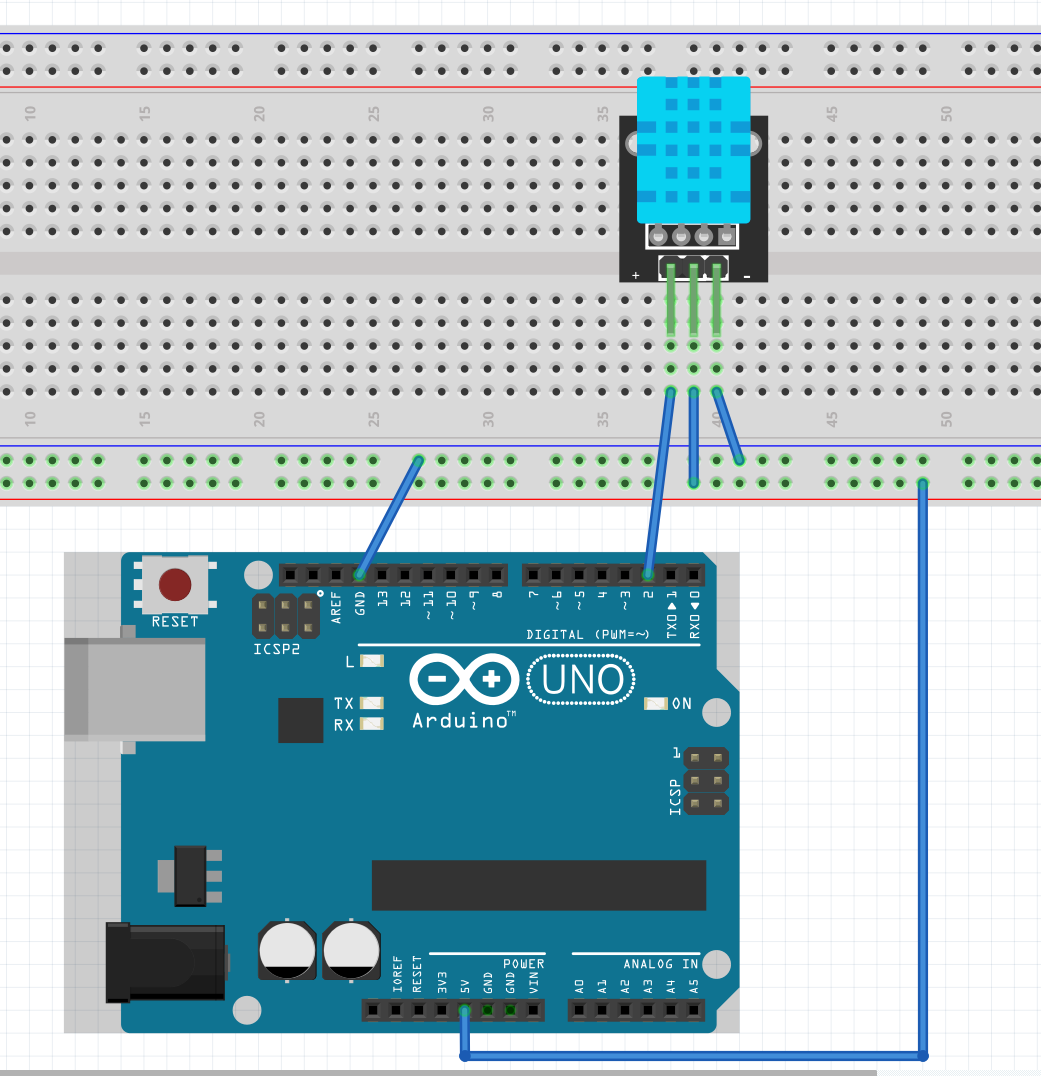 10 15 20 25 30 35 45 50
+ -
10 15 20 25 30 35 40 45 50
RESET
ICSP2
AREF GND 13 12 ~11 ~10 ~9 8 7 ~6 ~5 4 ~3 2 TX0▶1 RX0◀0
DIGITAL (PWM=~)
L
TX
RX
UNO
ON
Arduino™
1
ICSP
POWER
ANALOG IN
IOREF RESET 3V3 5V GND GND VIN A0 A1 A2 A3 A4 A5